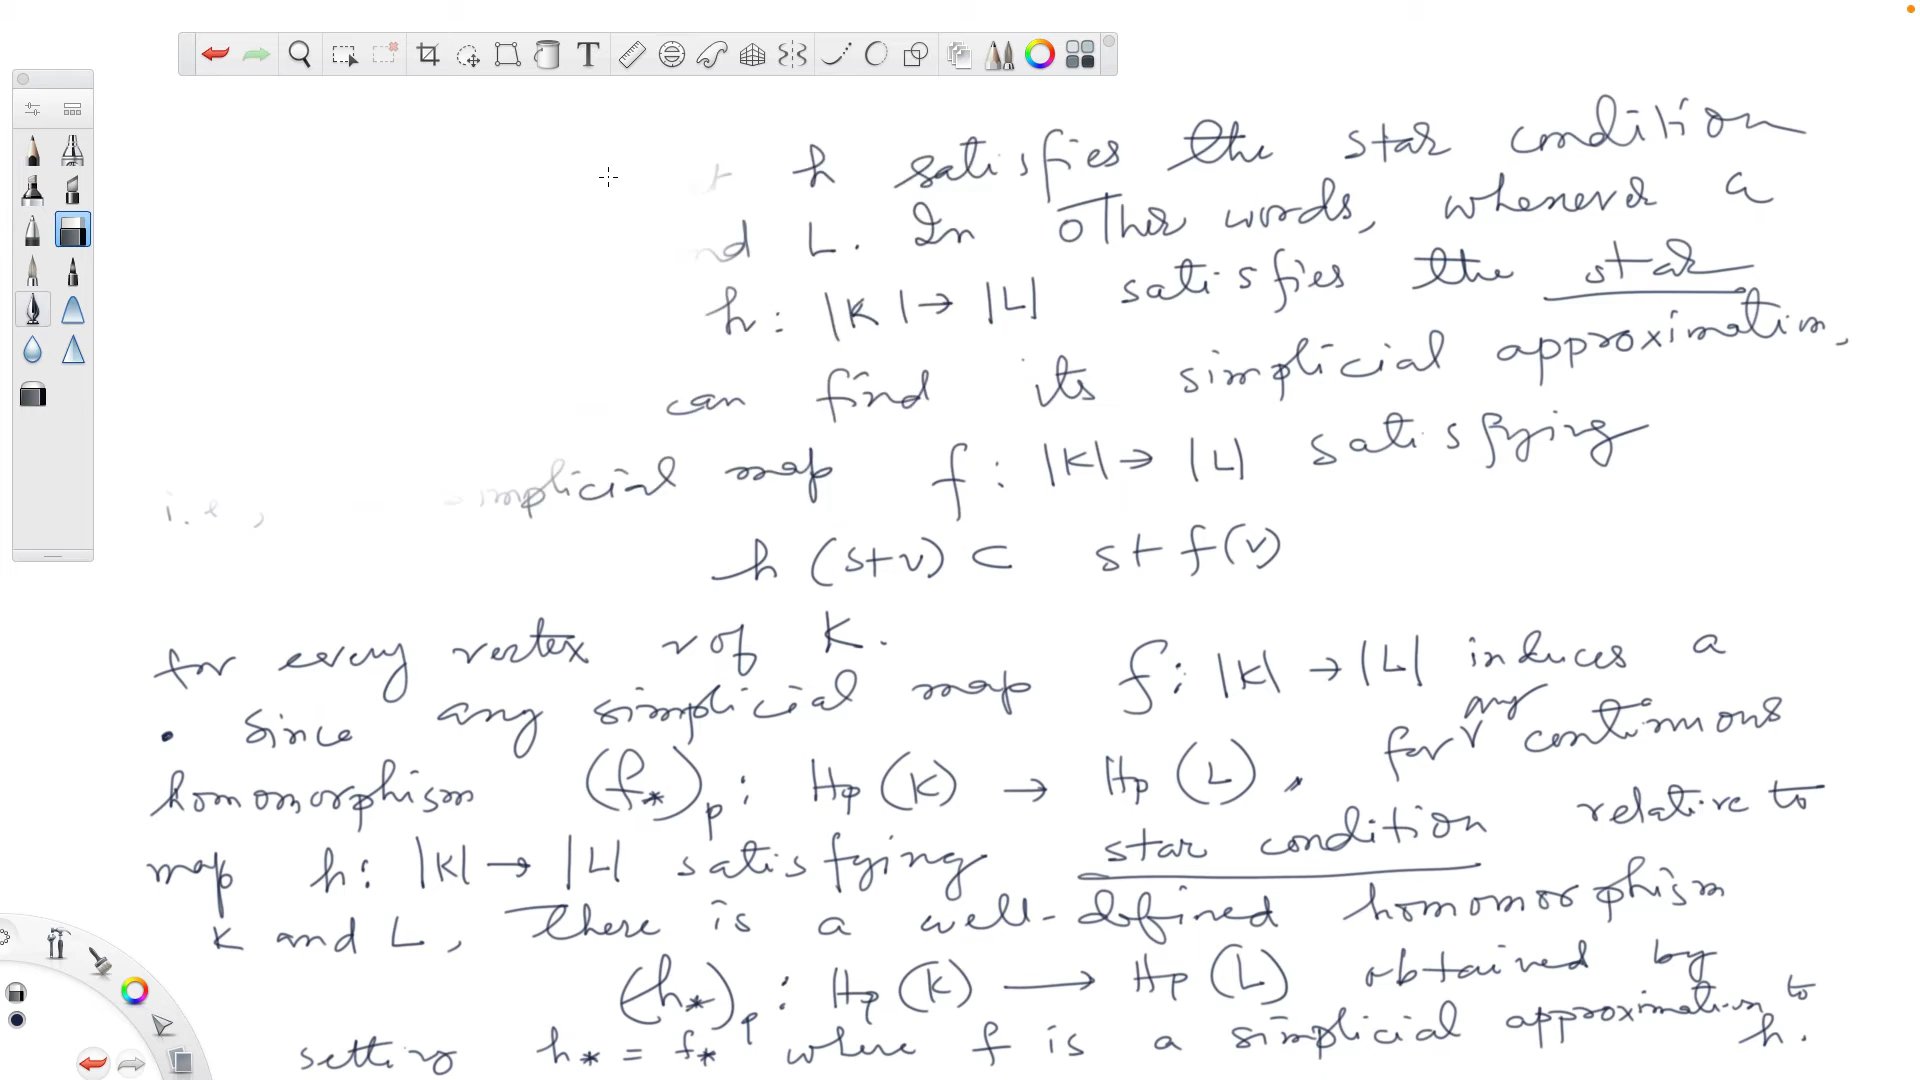 h satisfies the star condition
nd L. In other words, whenever a
h: |K| → |L| satisfies the star
can find its simplicial approximation,
i.e, implicial map f: |K| → |L| satisfying
h (st v) ⊂ st f(v)
for every vertex v of K.
• Since any simplicial map f: |K| → |L| induces a
homomorphism (f*)p : Hp (K) → Hp (L), for any continuous
map h: |K| → |L| satisfying star condition relative to
K and L, there is a well-defined homomorphism
(h*)p : Hp (K) → Hp (L) obtained by
setting h* = f* where f is a simplicial approximation to h.